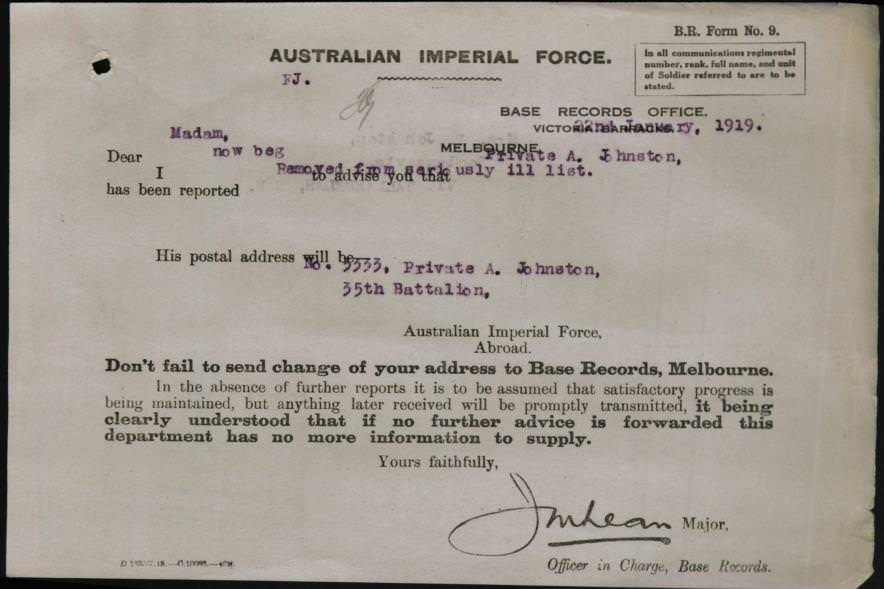 B.R. Form No. 9.
AUSTRALIAN IMPERIAL FORCE.
In all communications regimental
number, rank, full name, and unit
of Soldier referred to are to be
stated.
FJ.
BASE RECORDS OFFICE.
VICTORIA BARRACKS,
22nd January, 1919.
MELBOURNE.
Dear Madam,
I now beg to advise you that Private A. Johnston,
has been reported Removed from seriously ill list.
His postal address will be—
No. 3333, Private A. Johnston,
35th Battalion,
Australian Imperial Force,
Abroad.
Don't fail to send change of your address to Base Records, Melbourne.
In the absence of further reports it is to be assumed that satisfactory progress is
being maintained, but anything later received will be promptly transmitted, it being
clearly understood that if no further advice is forwarded this
department has no more information to supply.
Yours faithfully,
JMLean Major,
Officer in Charge, Base Records.